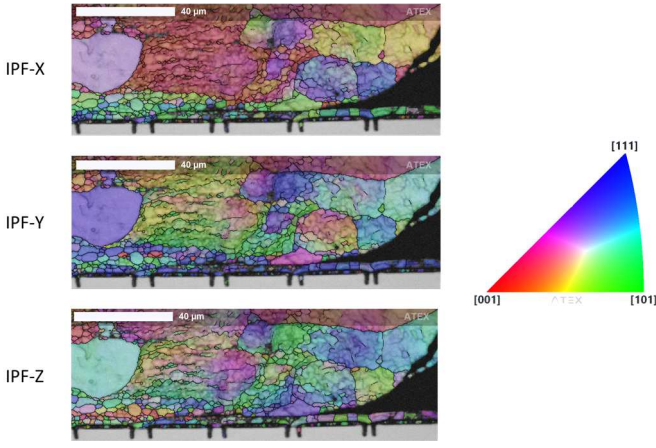 40 μm
ATEX
IPF-X
40 μm
ATEX
[111]
IPF-Y
[001]
ATEX
[101]
40 μm
ATEX
IPF-Z